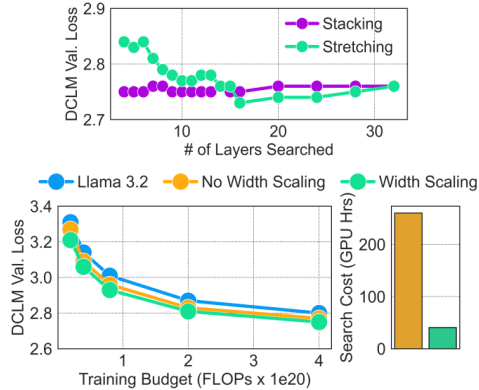 DCLM Val. Loss
2.9
2.8
2.7
Stacking
Stretching
10
20
30
# of Layers Searched
Llama 3.2
No Width Scaling
Width Scaling
DCLM Val. Loss
3.4
3.2
3.0
2.8
2.6
1
2
3
4
Training Budget (FLOPs x 1e20)
Search Cost (GPU Hrs)
200
100
0